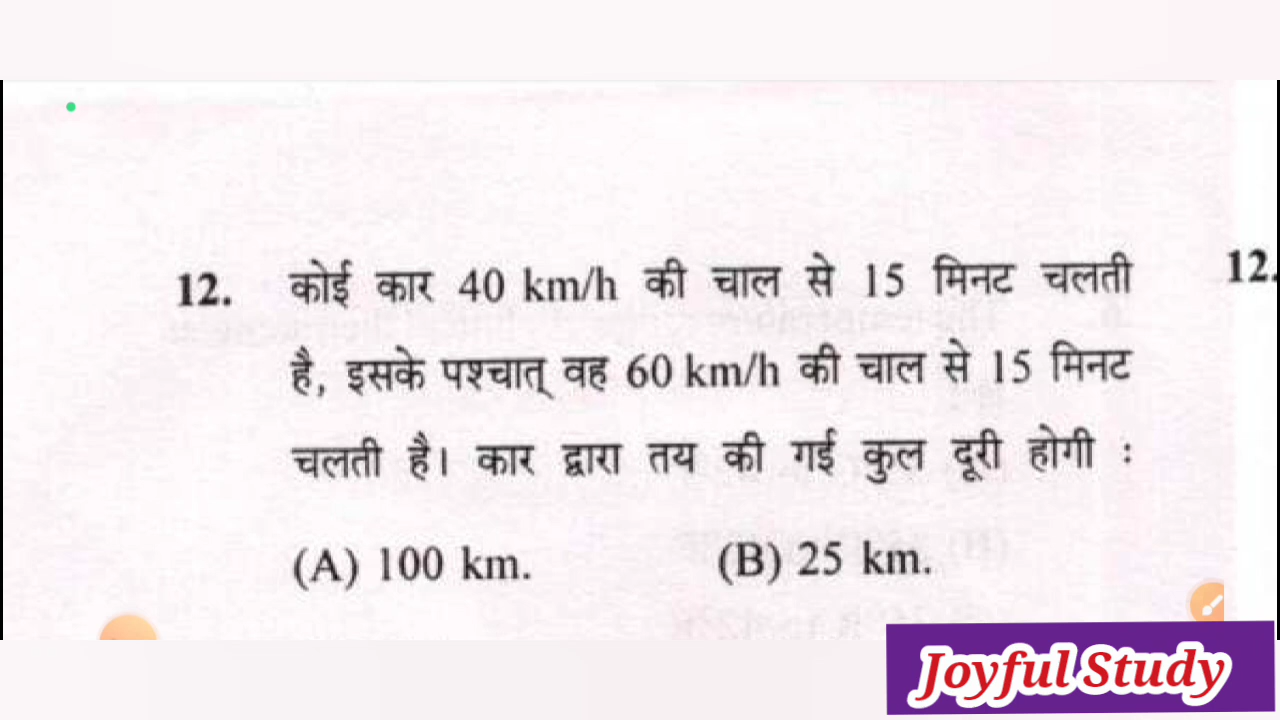 12. कोई कार 40 km/h की चाल से 15 मिनट चलती
है, इसके पश्चात् वह 60 km/h की चाल से 15 मिनट
चलती है। कार द्वारा तय की गई कुल दूरी होगी :
(A) 100 km. (B) 25 km.
12.
Joyful Study